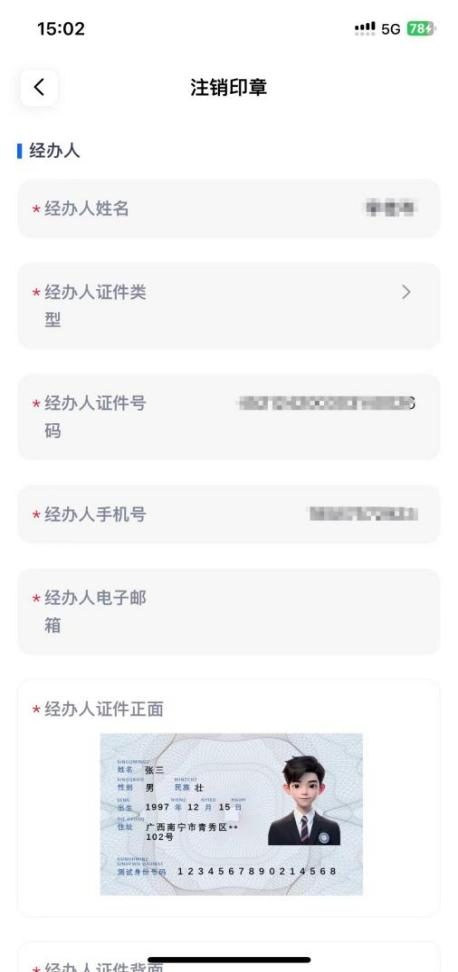 15:02
5G 78
注销印章
经办人
*经办人姓名
*经办人证件类
型
*经办人证件号
码 6
*经办人手机号
*经办人电子邮
箱
*经办人证件正面
姓名 张三
性别 男 民族 壮
出生 1997 年 12 月 15 日
住址 广西南宁市青秀区**
102号
测试身份号码 1234567890214568
*经办人证件背面